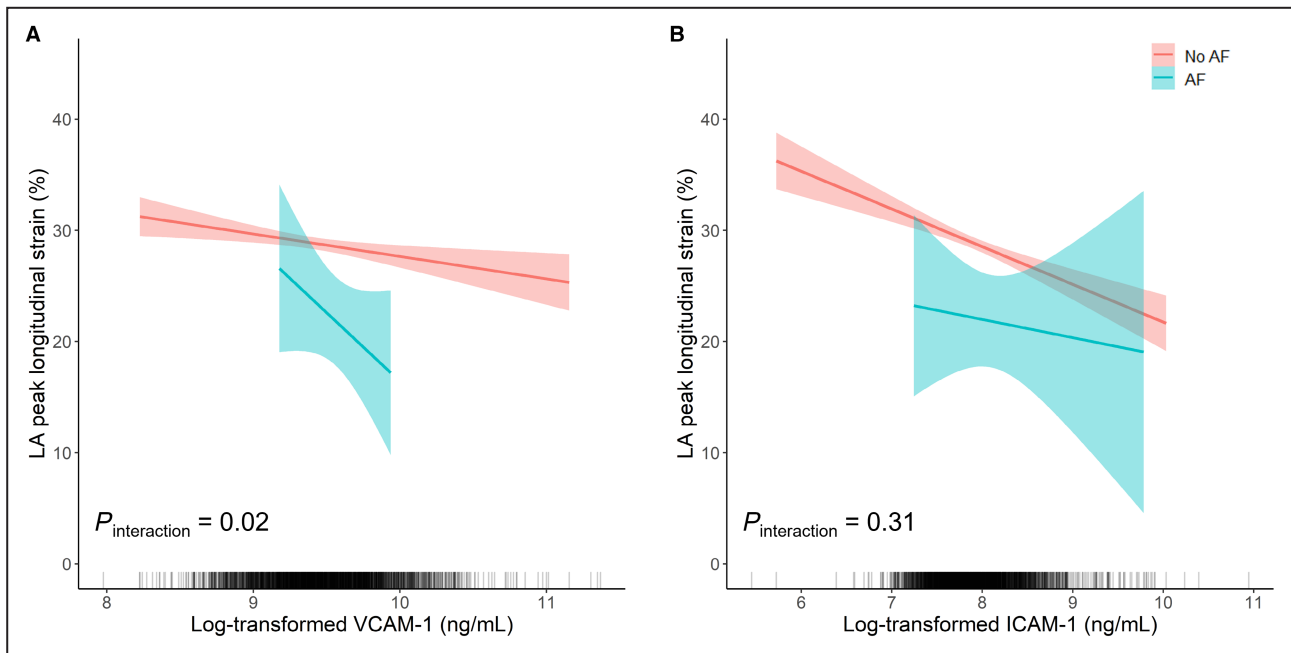 A
LA peak longitudinal strain (%)
40
30
20
10
0
Pinteraction = 0.02
8 9 10 11
Log-transformed VCAM-1 (ng/mL)
B
No AF
AF
LA peak longitudinal strain (%)
40
30
20
10
0
Pinteraction = 0.31
6 7 8 9 10 11
Log-transformed ICAM-1 (ng/mL)